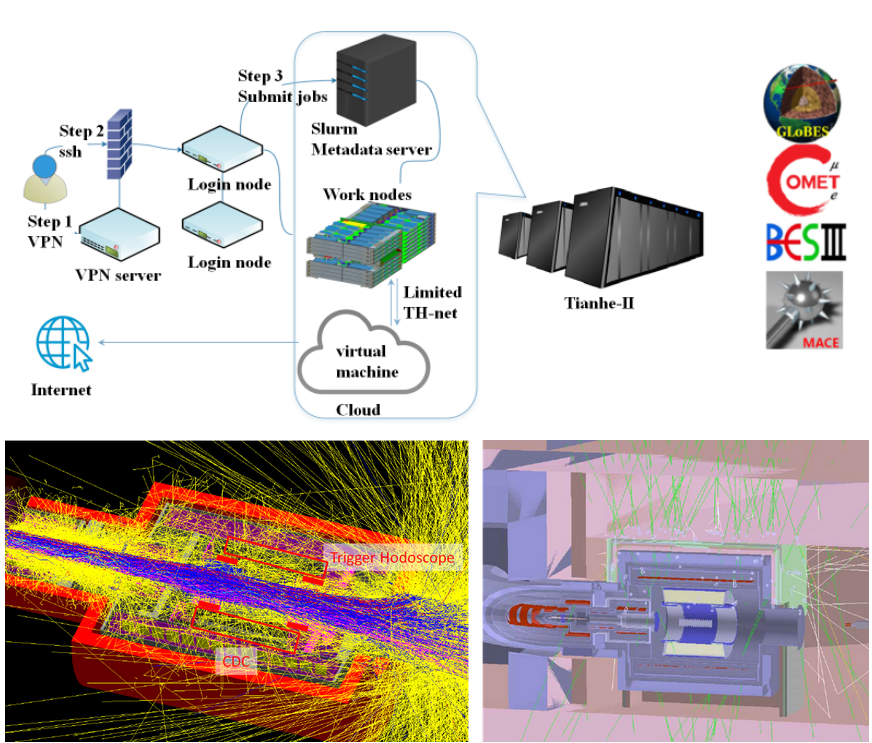 Step 3
Submit jobs
Step 2
ssh
Slurm
Metadata server
Login node
Work nodes
Step 1
VPN
VPN server
Login node
Limited
TH-net
Tianhe-II
virtual
machine
Internet
Cloud
GLoBES
COMET
μ
e
BESIII
MACE
Trigger Hodoscope
CDC